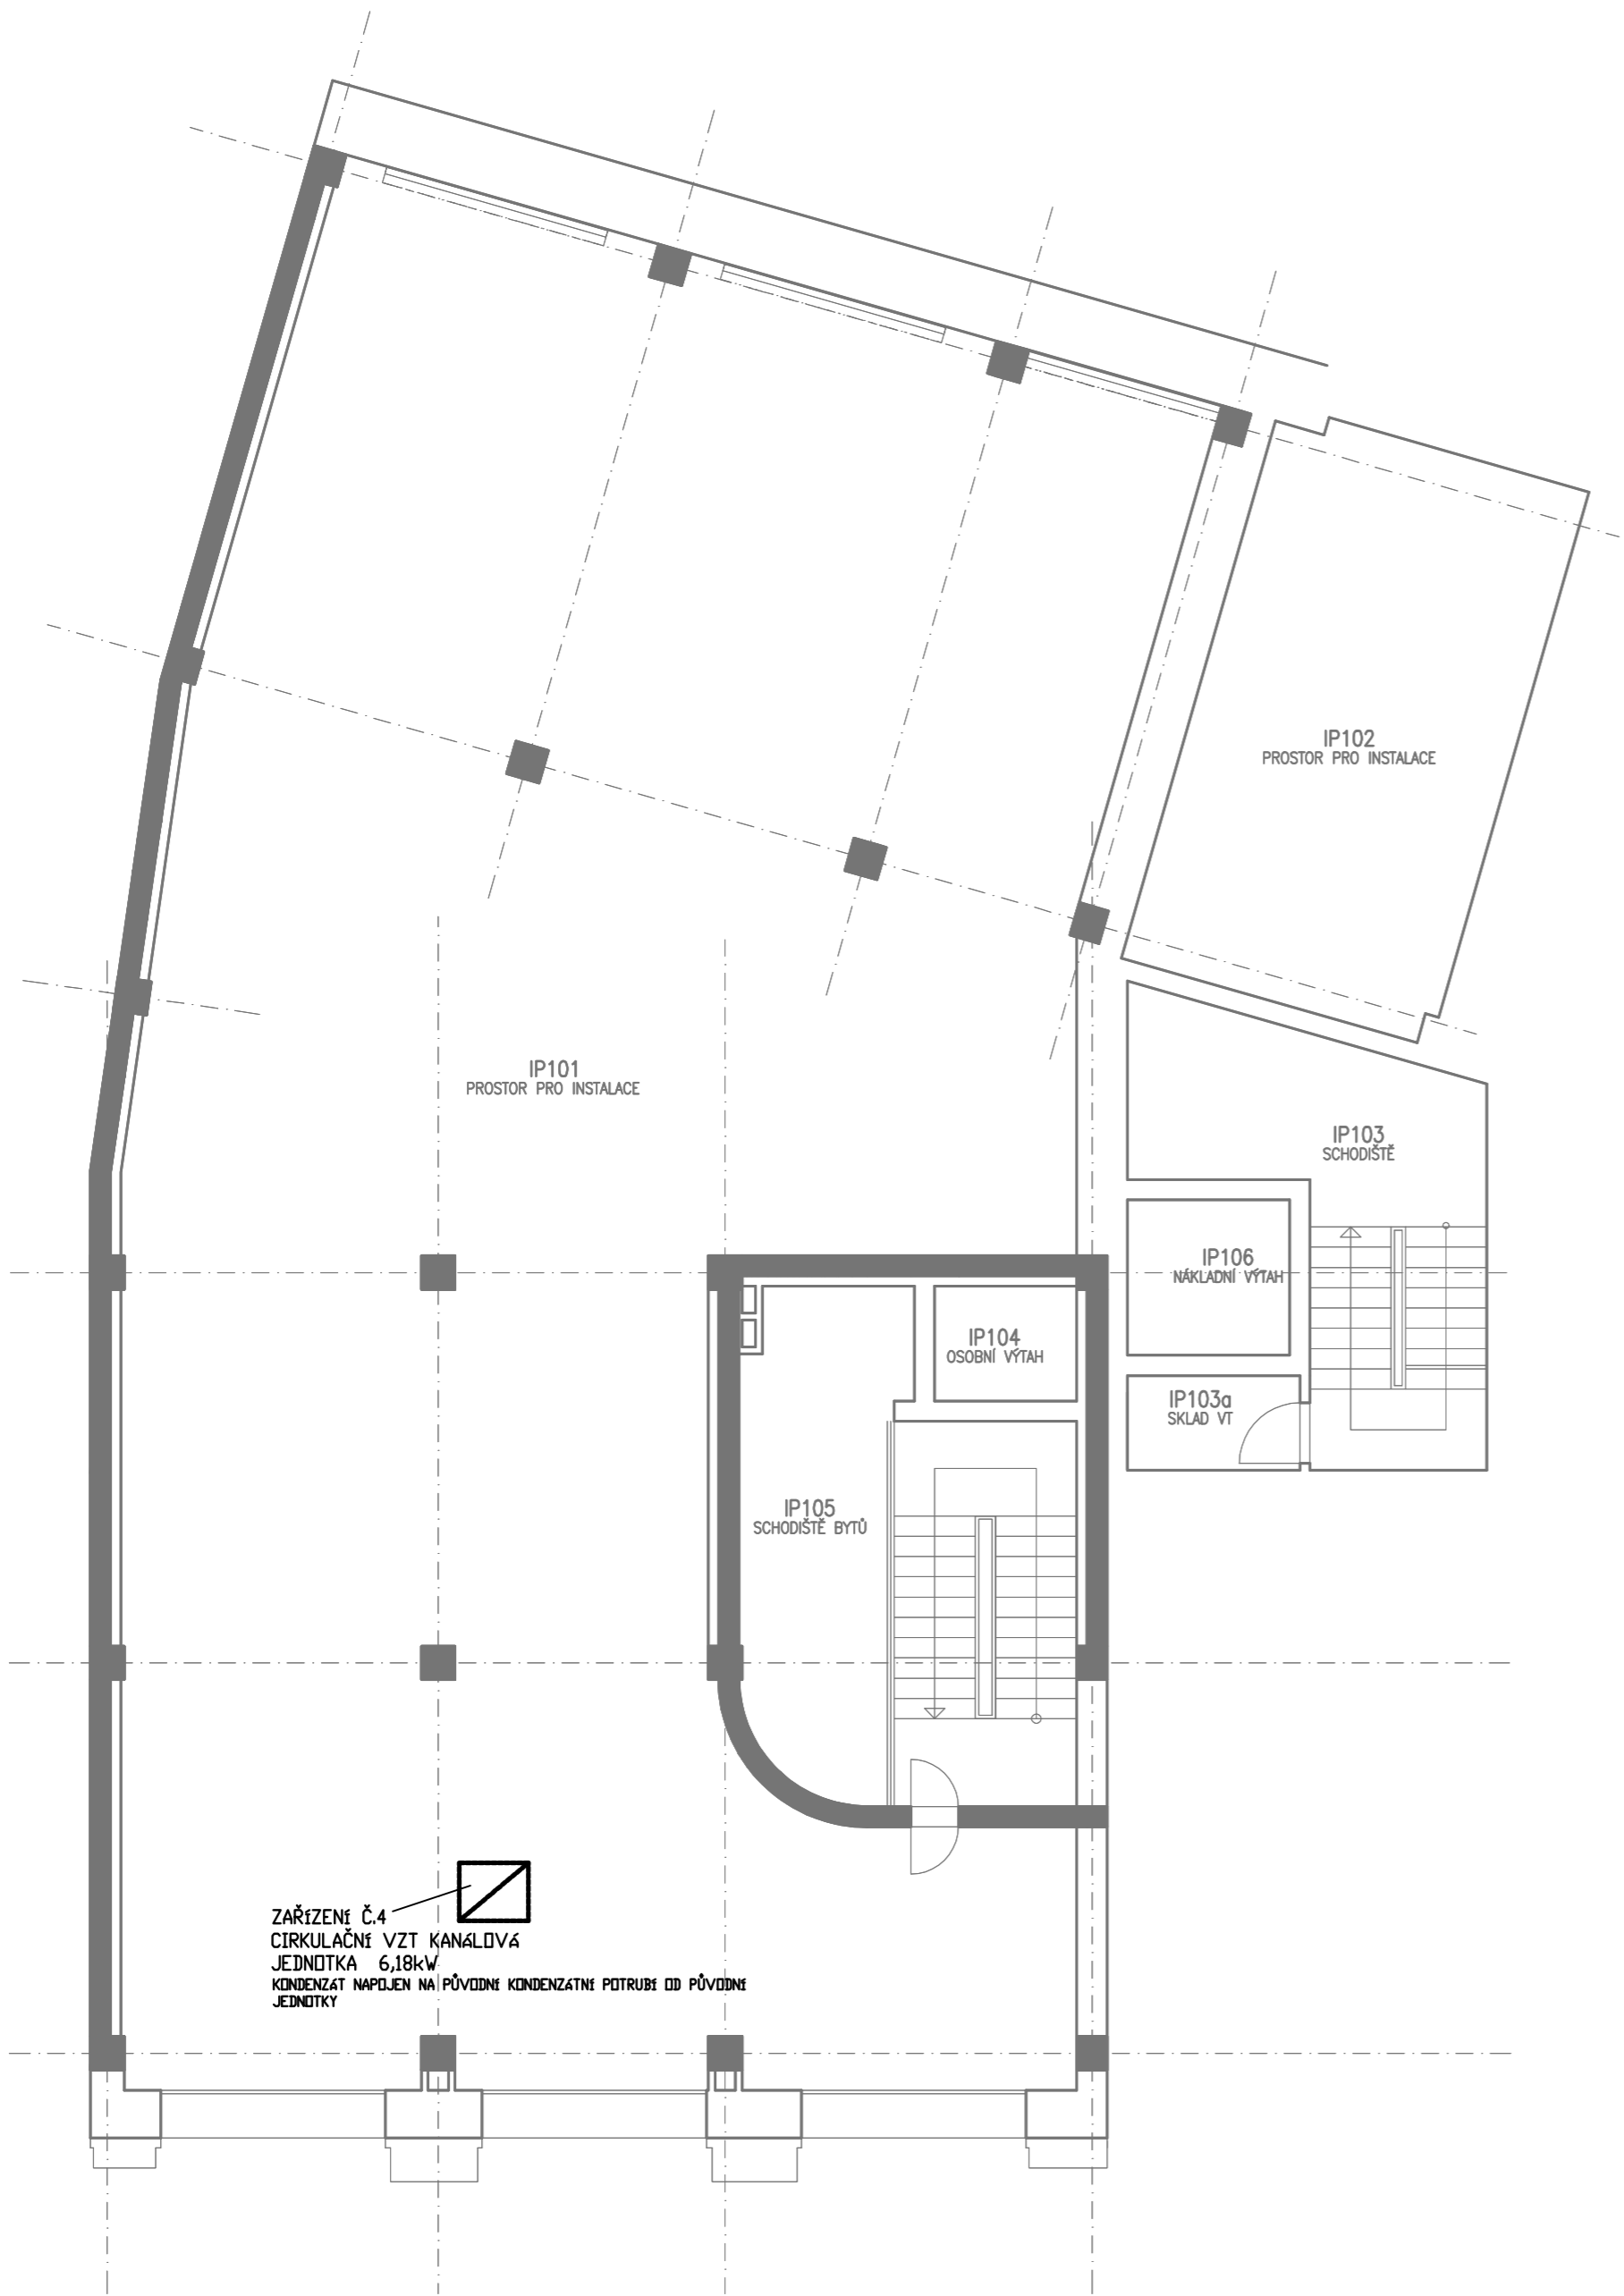 IP102
PROSTOR PRO INSTALACE
IP101
PROSTOR PRO INSTALACE
IP103
SCHODIŠTĚ
IP106
NÁKLADNÍ VÝTAH
IP104
OSOBNÍ VÝTAH
IP103a
SKLAD VT
IP105
SCHODIŠTĚ BYTŮ
ZAŘÍZENÍ Č.4
CIRKULAČNÍ VZT KANÁLOVÁ
JEDNOTKA 6,18kW
KONDENZÁT NAPOJEN NA PŮVODNÍ KONDENZÁTNÍ POTRUBÍ OD PŮVODNÍ
JEDNOTKY